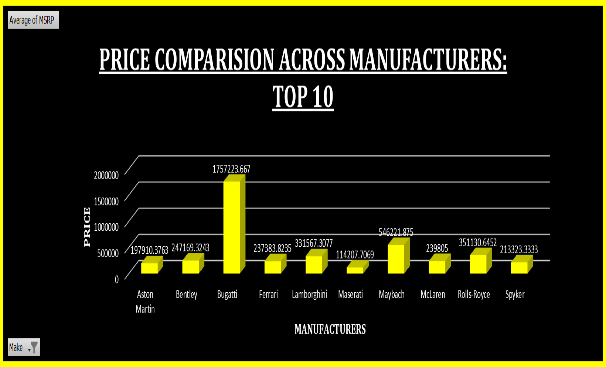 Average of MSRP
PRICE COMPARISION ACROSS MANUFACTURERS:
TOP 10
PRICE
2000000
1500000
1000000
500000
0
197910.3763
247169.3243
1757223.667
237383.8235
331567.3077
114207.7069
546221.875
239805
351130.6452
213323.3333
Aston
Martin
Bentley
Bugatti
Ferrari
Lamborghini
Maserati
Maybach
McLaren
Rolls-Royce
Spyker
MANUFACTURERS
Make